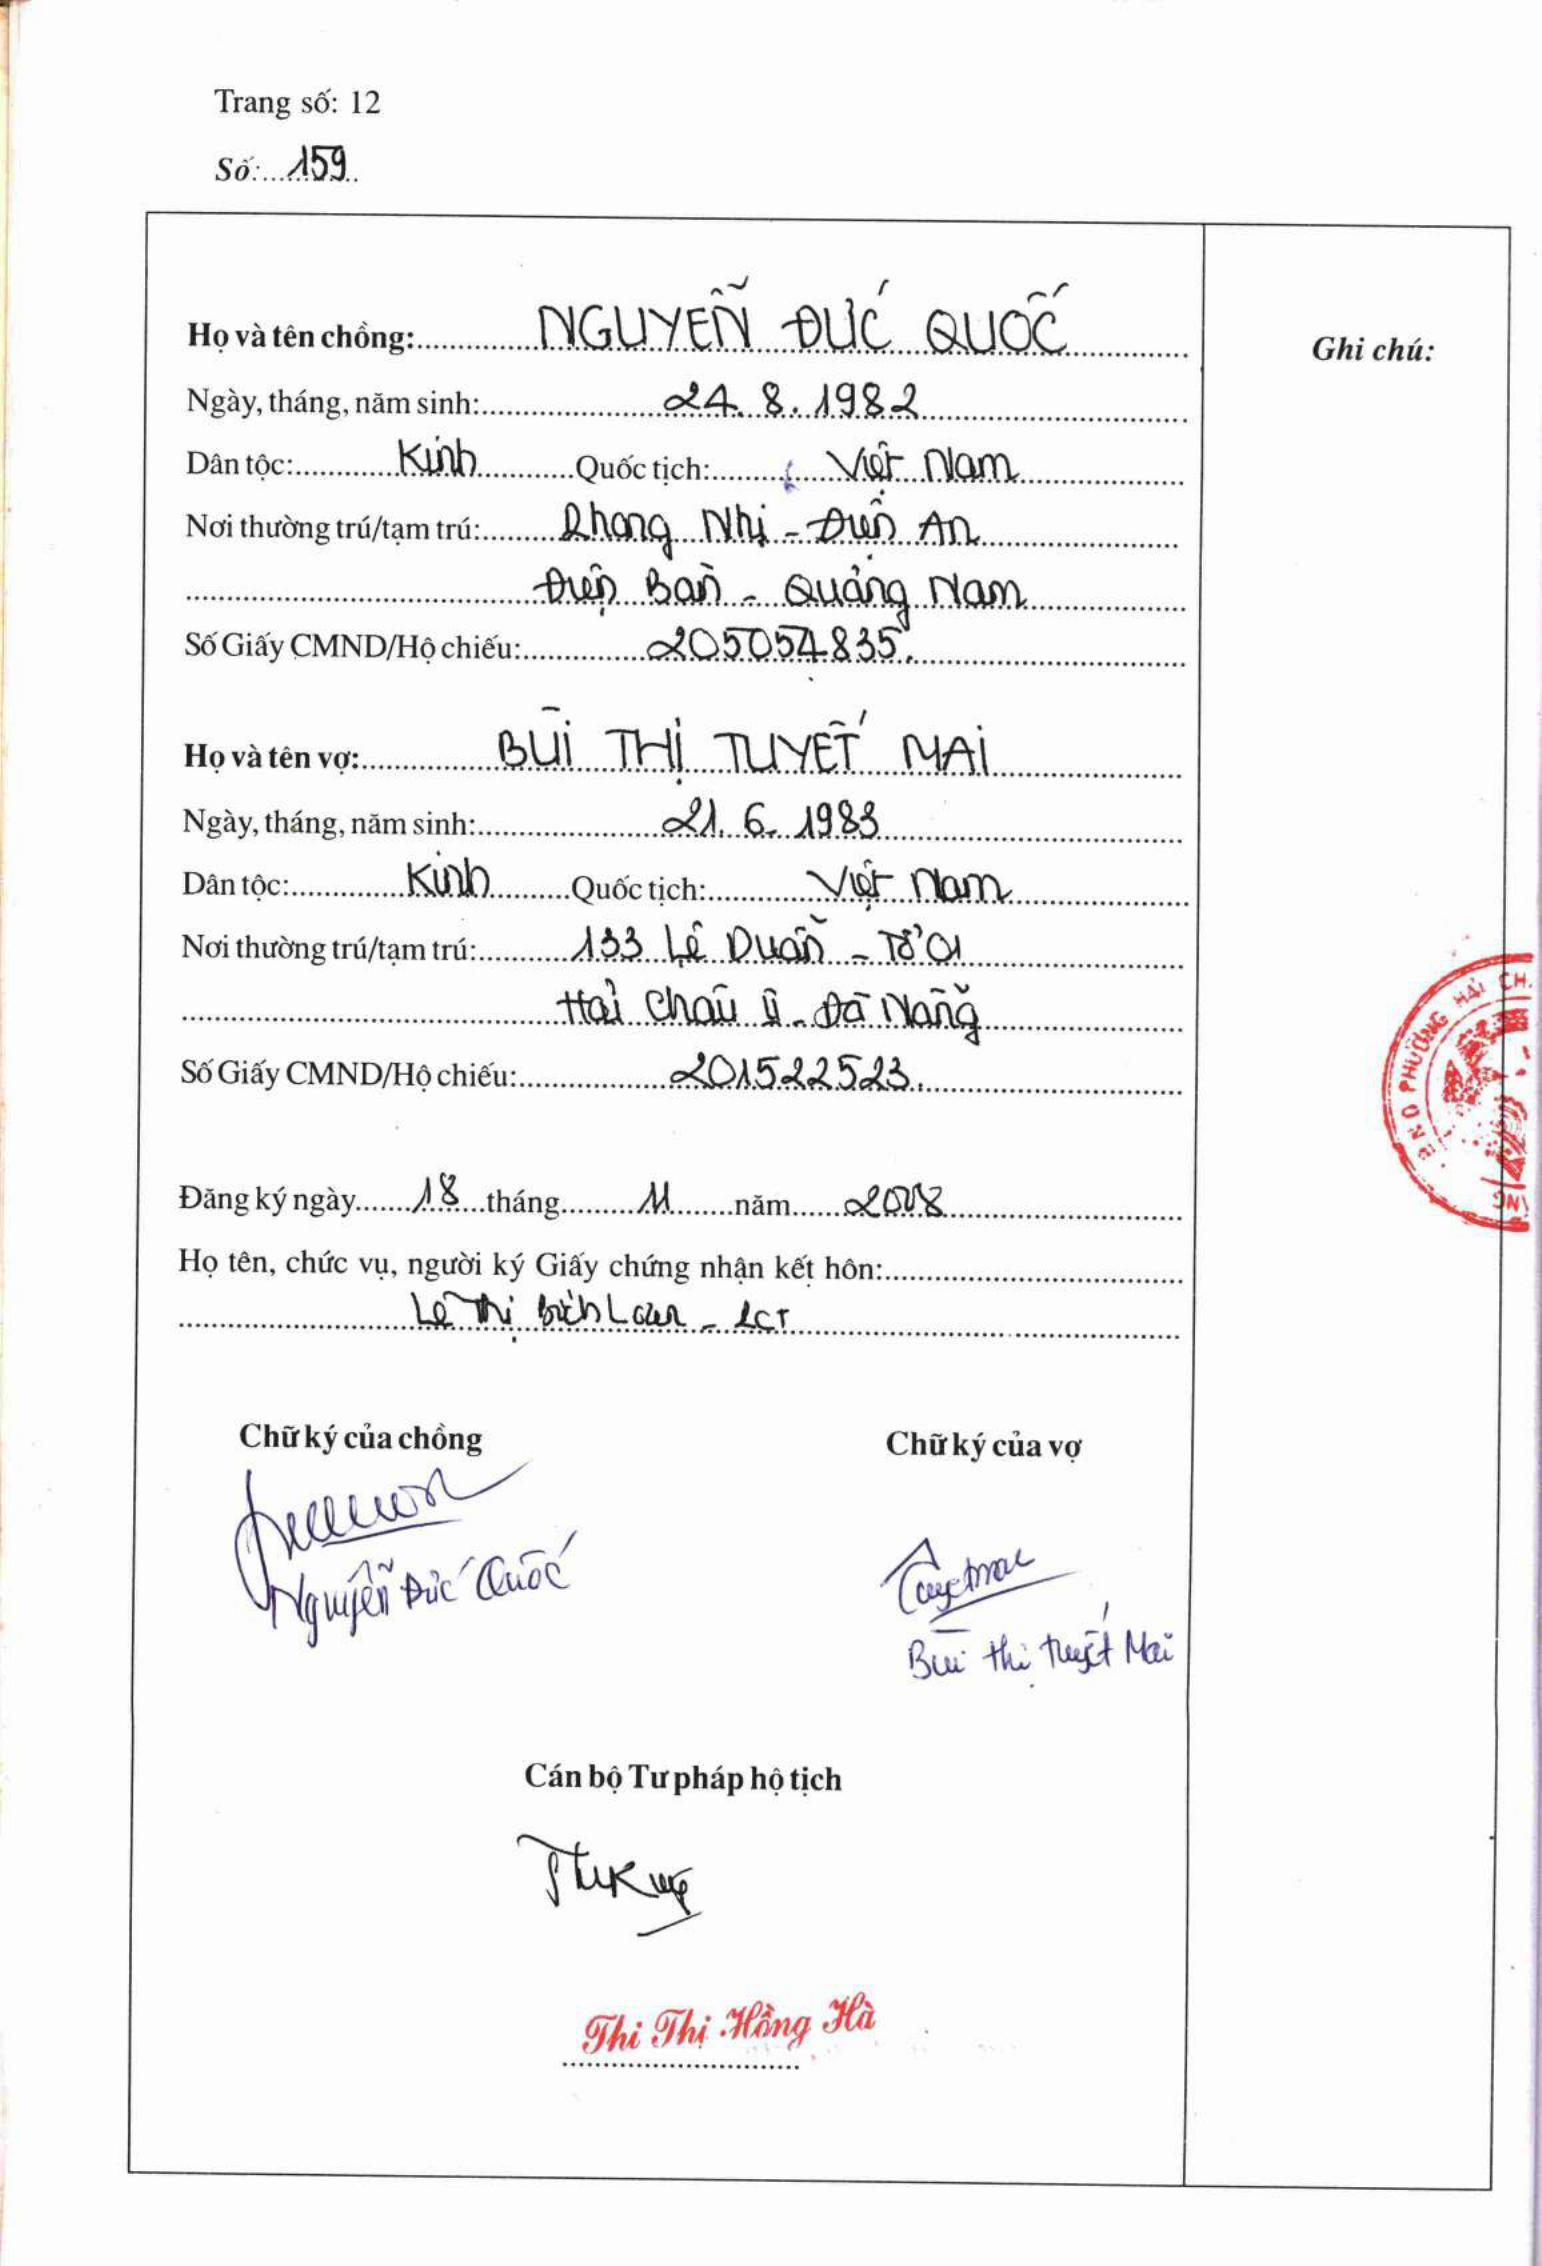 Trang số: 12
Số: 159
Họ và tên chồng: NGUYỄN ĐỨC QUỐC
Ghi chú:
Ngày, tháng, năm sinh: 24.8.1982
Dân tộc: Kinh Quốc tịch: Việt Nam
Nơi thường trú/tạm trú: Phong Nhị - Điện An
Điện Bàn - Quảng Nam
Số Giấy CMND/Hộ chiếu: 205054835.
Họ và tên vợ: BÙI THỊ TUYẾT MAI
Ngày, tháng, năm sinh: 21.6.1983
Dân tộc: Kinh Quốc tịch: Việt Nam
Nơi thường trú/tạm trú: 133 Lê Duẩn - Tổ 01
Hải Châu II - Đà Nẵng
Số Giấy CMND/Hộ chiếu: 201522523.
PHƯỜNG HẢI CH
Đăng ký ngày 18 tháng 11 năm 2008
Họ tên, chức vụ, người ký Giấy chứng nhận kết hôn:
Lê Thị Bích Loan - PCT
Chữ ký của chồng
Chữ ký của vợ
Nguyễn Đức Quốc
Bùi Thị Tuyết Mai
Cán bộ Tư pháp hộ tịch
Thi Thị Hồng Hà